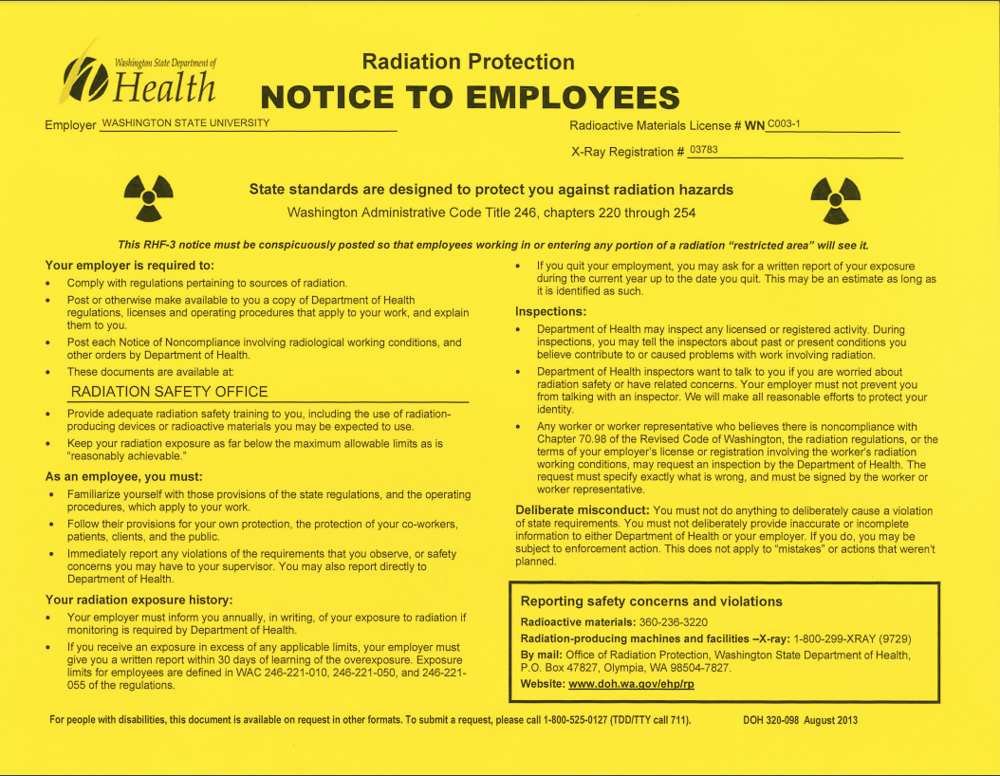 Washington State Department of
Health
Radiation Protection
NOTICE TO EMPLOYEES
Employer WASHINGTON STATE UNIVERSITY
Radioactive Materials License # WN C003-1
X-Ray Registration # 03783
State standards are designed to protect you against radiation hazards
Washington Administrative Code Title 246, chapters 220 through 254
This RHF-3 notice must be conspicuously posted so that employees working in or entering any portion of a radiation “restricted area” will see it.
Your employer is required to:
• Comply with regulations pertaining to sources of radiation.
• Post or otherwise make available to you a copy of Department of Health
regulations, licenses and operating procedures that apply to your work, and explain
them to you.
• Post each Notice of Noncompliance involving radiological working conditions, and
other orders by Department of Health.
• These documents are available at:
RADIATION SAFETY OFFICE
• Provide adequate radiation safety training to you, including the use of radiation-
producing devices or radioactive materials you may be expected to use.
• Keep your radiation exposure as far below the maximum allowable limits as is
“reasonably achievable.”
As an employee, you must:
• Familiarize yourself with those provisions of the state regulations, and the operating
procedures, which apply to your work.
• Follow their provisions for your own protection, the protection of your co-workers,
patients, clients, and the public.
• Immediately report any violations of the requirements that you observe, or safety
concerns you may have to your supervisor. You may also report directly to
Department of Health.
Your radiation exposure history:
• Your employer must inform you annually, in writing, of your exposure to radiation if
monitoring is required by Department of Health.
• If you receive an exposure in excess of any applicable limits, your employer must
give you a written report within 30 days of learning of the overexposure. Exposure
limits for employees are defined in WAC 246-221-010, 246-221-050, and 246-221-
055 of the regulations.
• If you quit your employment, you may ask for a written report of your exposure
during the current year up to the date you quit. This may be an estimate as long as
it is identified as such.
Inspections:
• Department of Health may inspect any licensed or registered activity. During
inspections, you may tell the inspectors about past or present conditions you
believe contribute to or caused problems with work involving radiation.
• Department of Health inspectors want to talk to you if you are worried about
radiation safety or have related concerns. Your employer must not prevent you
from talking with an inspector. We will make all reasonable efforts to protect your
identity.
• Any worker or worker representative who believes there is noncompliance with
Chapter 70.98 of the Revised Code of Washington, the radiation regulations, or the
terms of your employer's license or registration involving the worker's radiation
working conditions, may request an inspection by the Department of Health. The
request must specify exactly what is wrong, and must be signed by the worker or
worker representative.
Deliberate misconduct: You must not do anything to deliberately cause a violation
of state requirements. You must not deliberately provide inaccurate or incomplete
information to either Department of Health or your employer. If you do, you may be
subject to enforcement action. This does not apply to “mistakes” or actions that weren't
planned.
Reporting safety concerns and violations
Radioactive materials: 360-236-3220
Radiation-producing machines and facilities –X-ray: 1-800-299-XRAY (9729)
By mail: Office of Radiation Protection, Washington State Department of Health,
P.O. Box 47827, Olympia, WA 98504-7827.
Website: www.doh.wa.gov/ehp/rp
For people with disabilities, this document is available on request in other formats. To submit a request, please call 1-800-525-0127 (TDD/TTY call 711).
DOH 320-098 August 2013